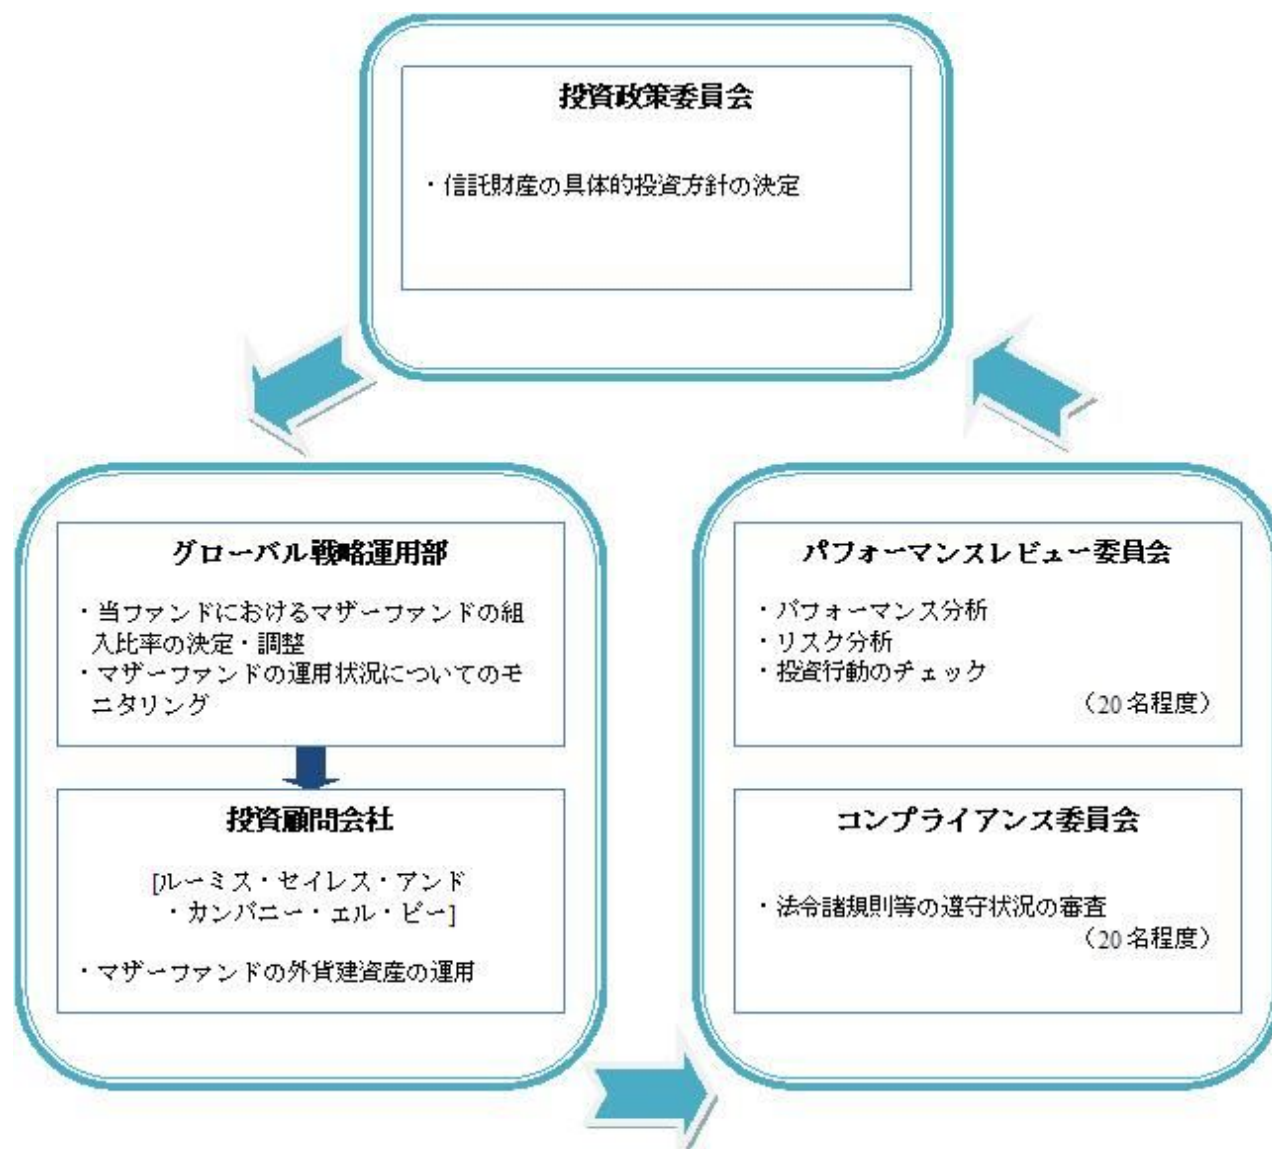 投資政策委員会
・信託財産の具体的投資方針の決定
グローバル戦略運用部
・当ファンドにおけるマザーファンドの組
入比率の決定・調整
・マザーファンドの運用状況についてのモ
ニタリング
投資顧問会社
[ルーミス・セイレス・アンド
・カンパニー・エル・ピー]
・マザーファンドの外貨建資産の運用
パフォーマンスレビュー委員会
・パフォーマンス分析
・リスク分析
・投資行動のチェック
（20 名程度）
コンプライアンス委員会
・法令諸規則等の遵守状況の審査
（20 名程度）